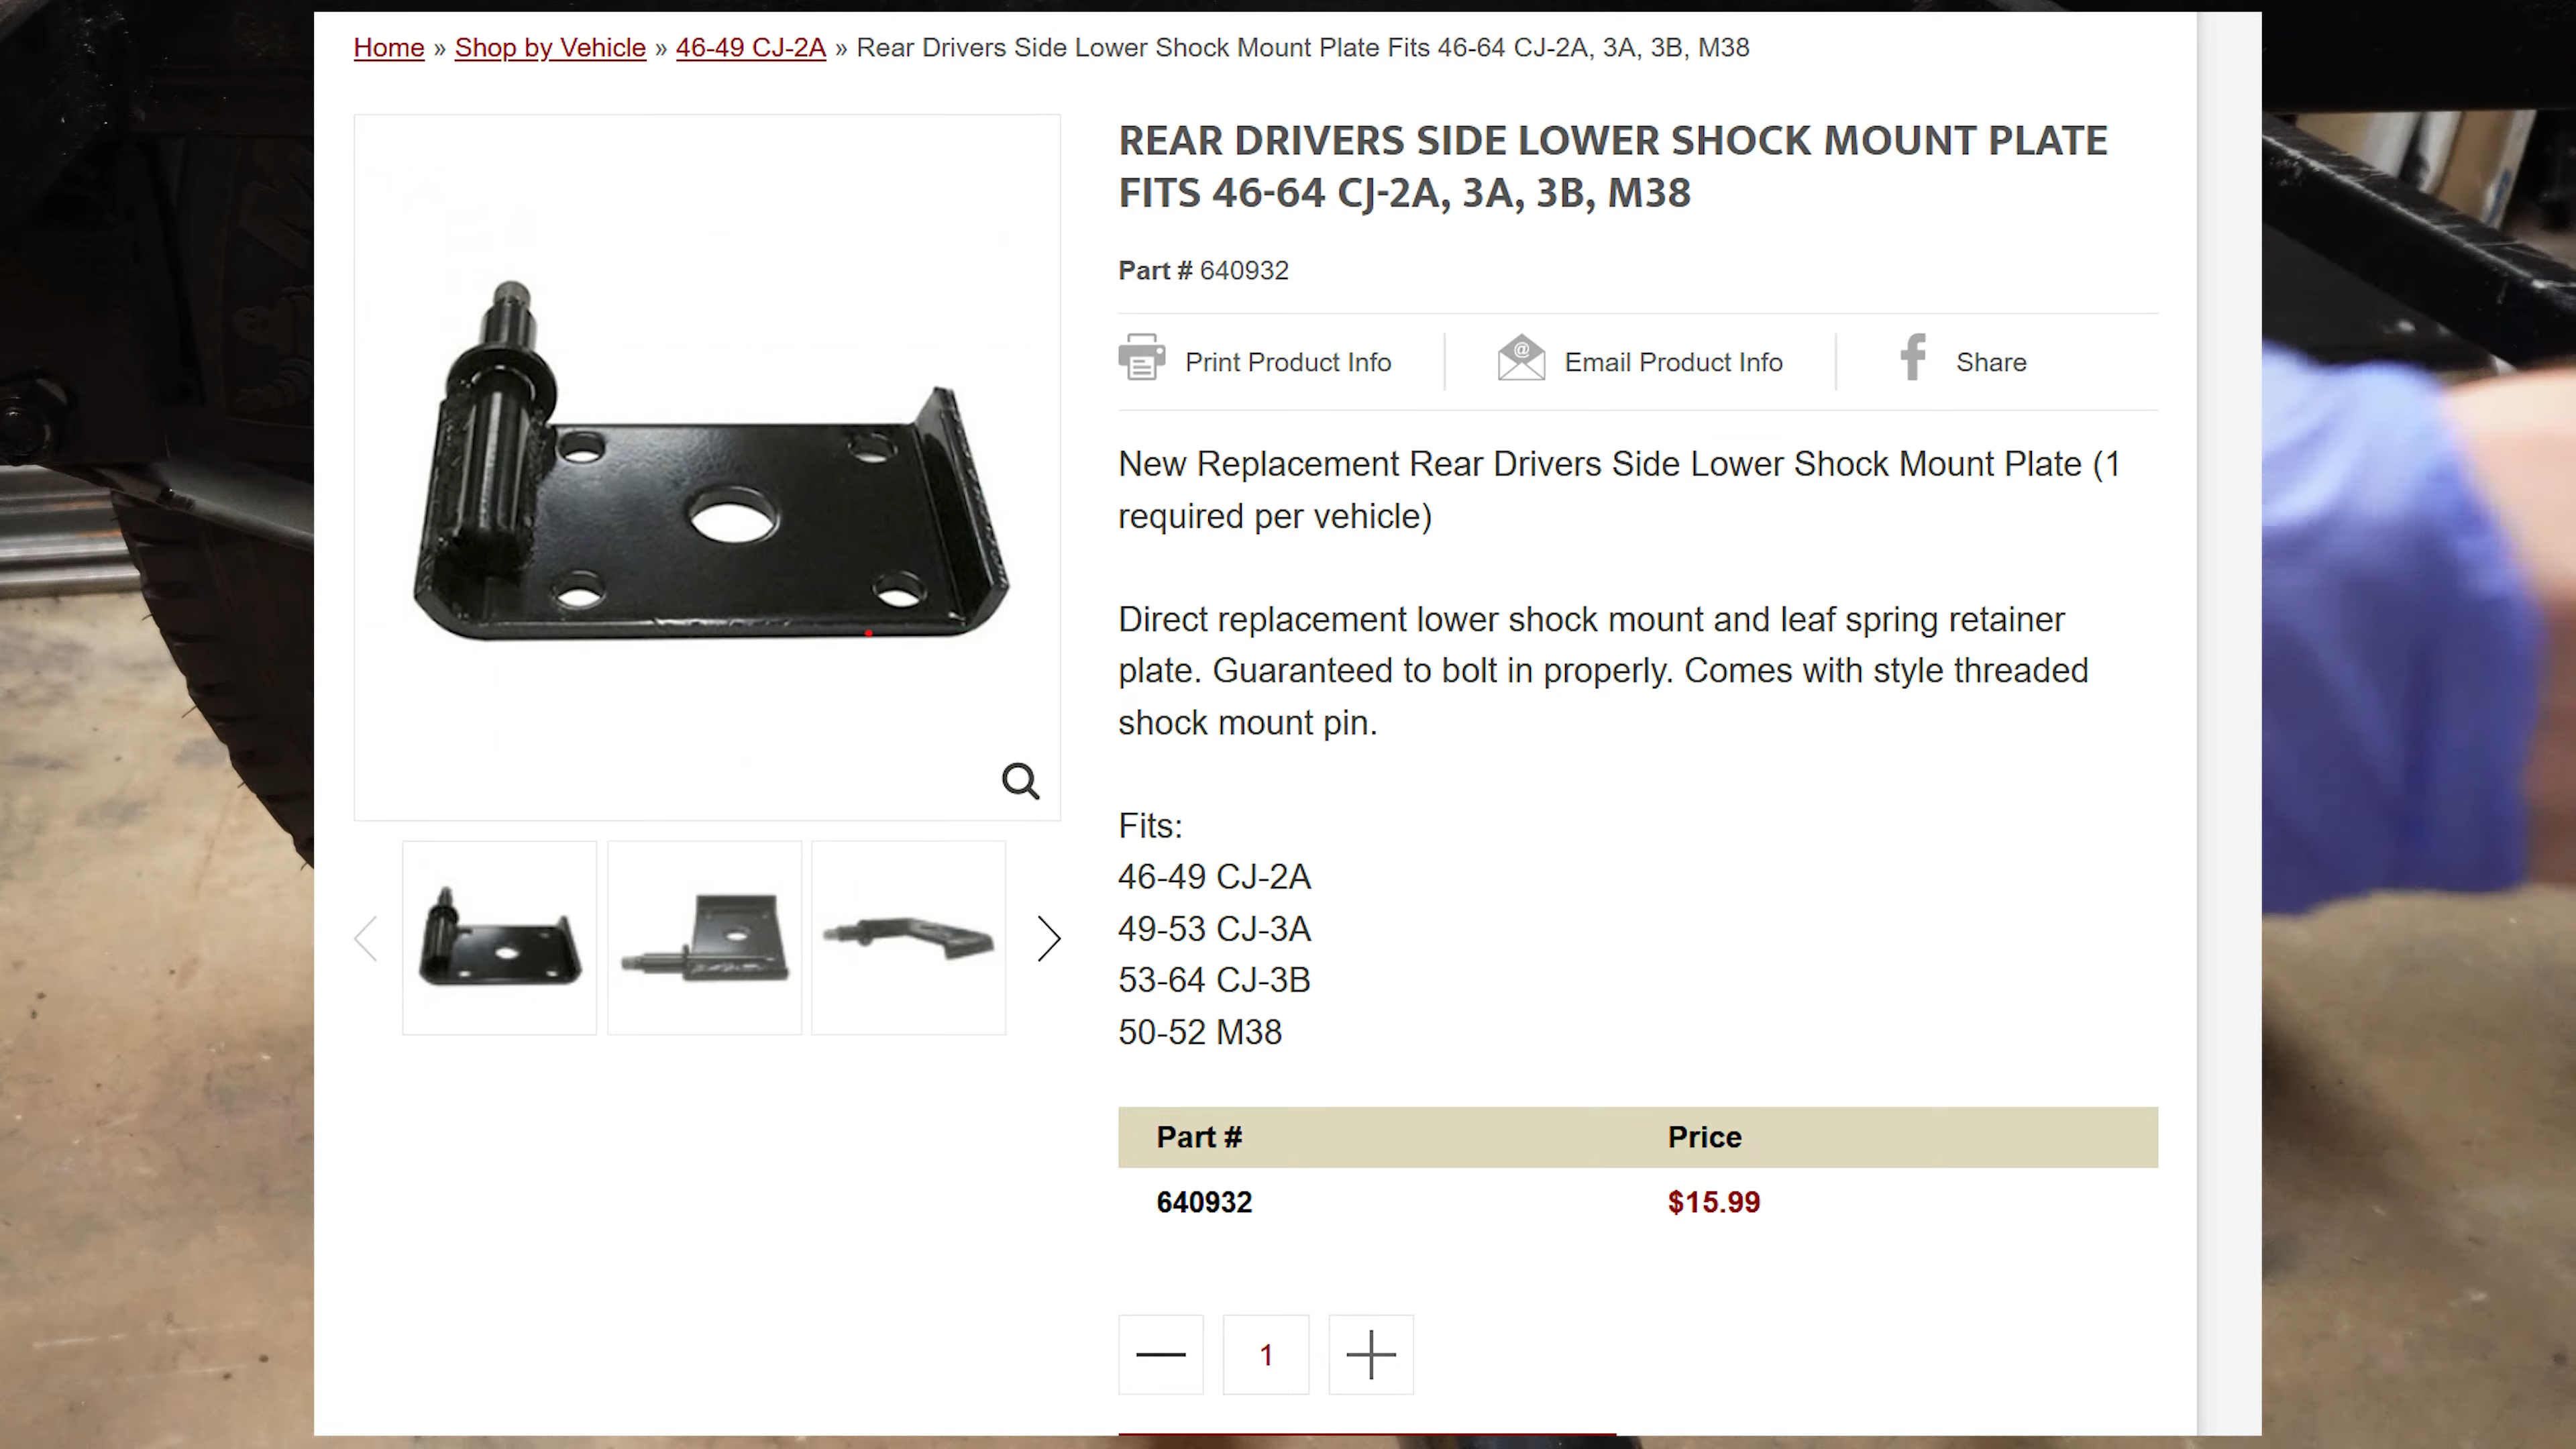 Home » Shop by Vehicle » 46-49 CJ-2A » Rear Drivers Side Lower Shock Mount Plate Fits 46-64 CJ-2A, 3A, 3B, M38
REAR DRIVERS SIDE LOWER SHOCK MOUNT PLATE
FITS 46-64 CJ-2A, 3A, 3B, M38
Part # 640932
Print Product Info
Email Product Info
Share
New Replacement Rear Drivers Side Lower Shock Mount Plate (1
required per vehicle)
Direct replacement lower shock mount and leaf spring retainer
plate. Guaranteed to bolt in properly. Comes with style threaded
shock mount pin.
Fits:
46-49 CJ-2A
49-53 CJ-3A
53-64 CJ-3B
50-52 M38
Part # Price
640932 $15.99
1